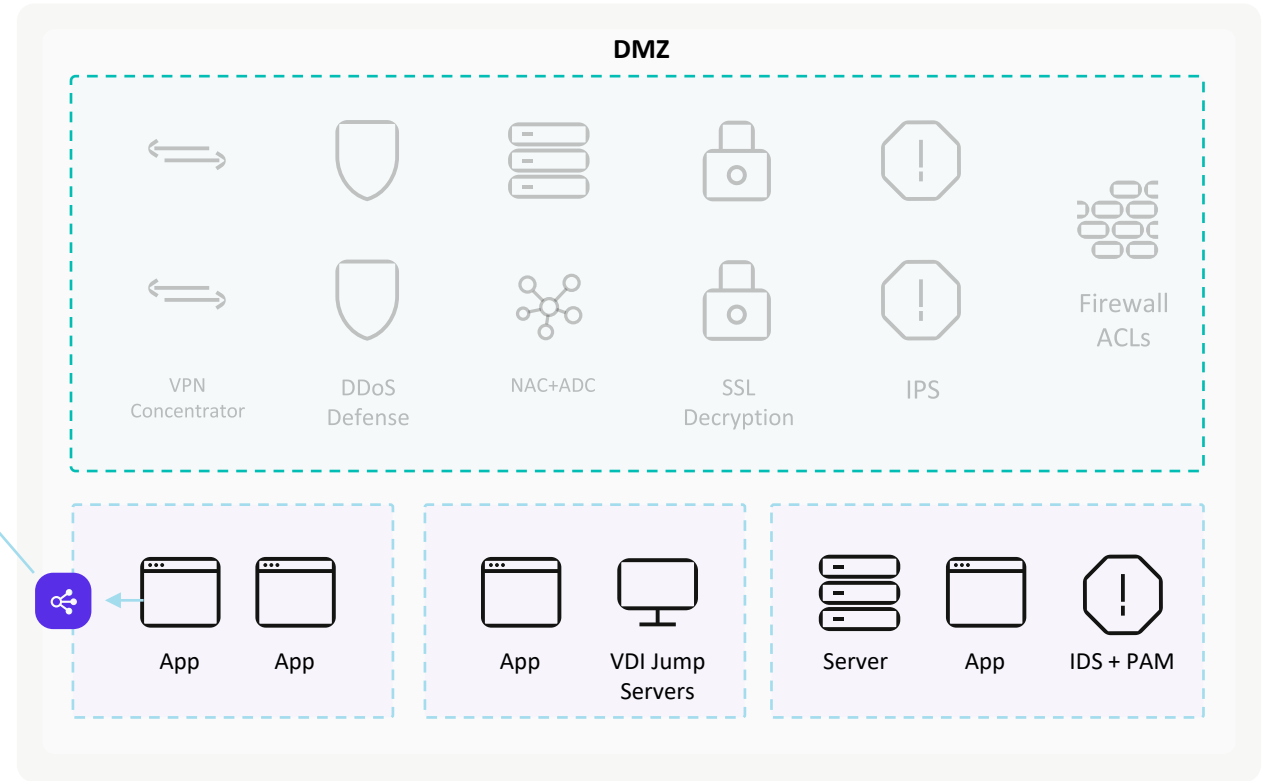 DMZ
Firewall
ACLs
VPN
Concentrator
DDoS
Defense
NAC+ADC
SSL
Decryption
IPS
App
App
App
VDI Jump
Servers
Server
App
IDS + PAM